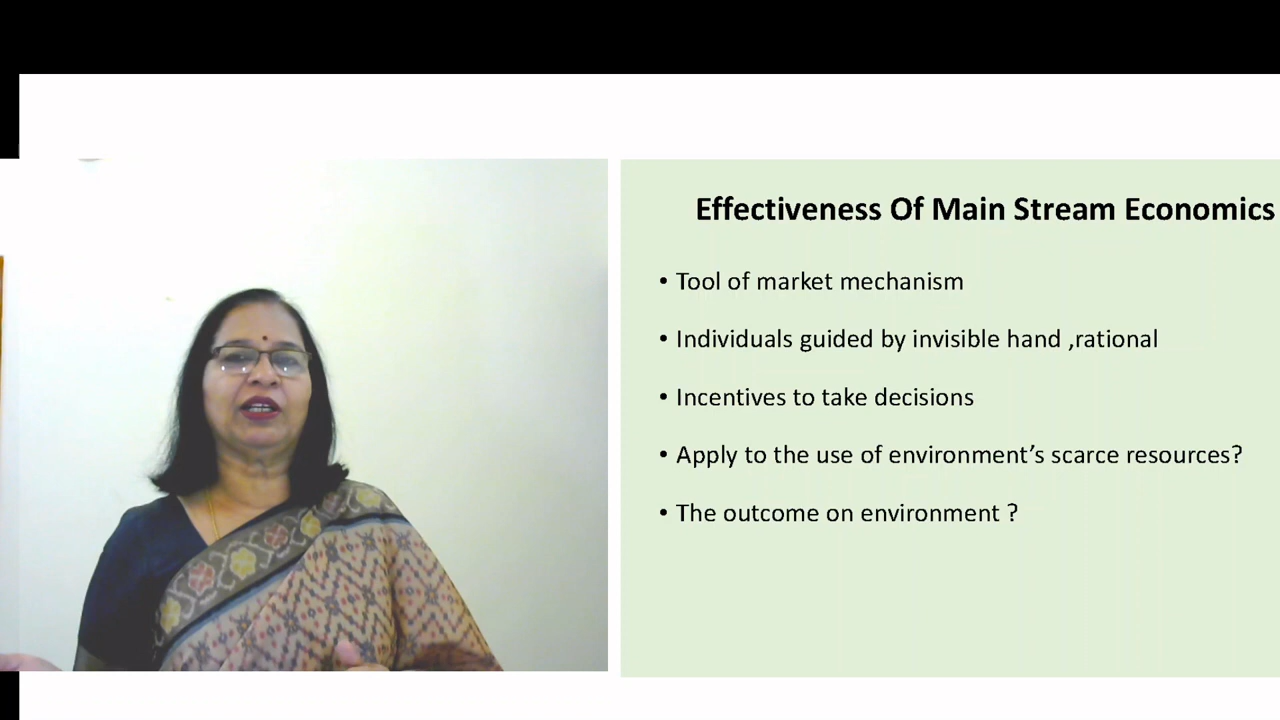 Effectiveness Of Main Stream Economics
• Tool of market mechanism
• Individuals guided by invisible hand ,rational
• Incentives to take decisions
• Apply to the use of environment’s scarce resources?
• The outcome on environment ?